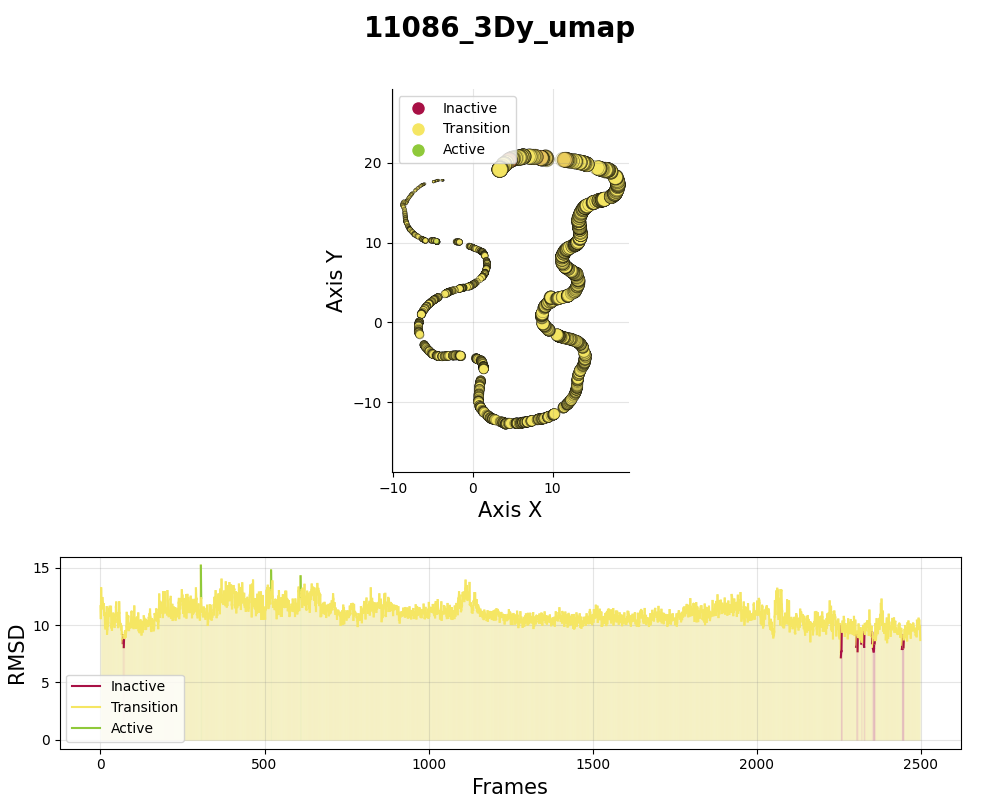 11086_3Dy_umap
Inactive
Transition
Active
20
10
0
−10
Axis Y
−10 0 10
Axis X
15
10
5
0
RMSD
Inactive
Transition
Active
0 500 1000 1500 2000 2500
Frames